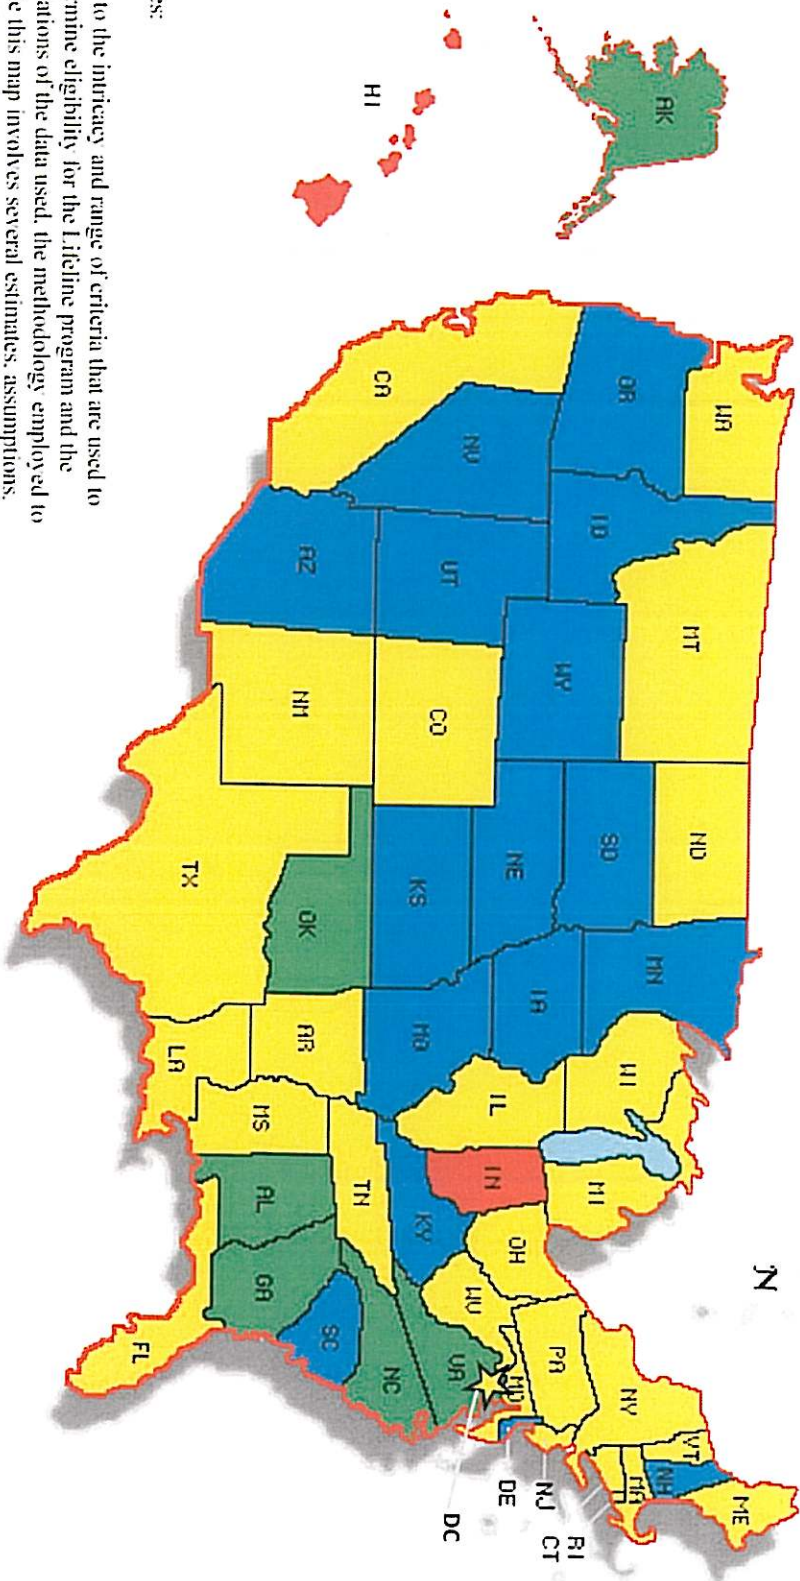 N
WA
MT
ND
MN
WI
MI
ME
VT
NH
NY
MA
RI
CT
OR
ID
WY
SD
IA
NE
IL
IN
OH
PA
NJ
NV
UT
CO
KS
MO
KY
WV
MD
DE
VA
DC
CA
AZ
NM
OK
AR
TN
NC
SC
TX
LA
MS
AL
GA
FL
AK
HI
es:
to the intricacy and range of criteria that are used to
rmine eligibility for the Lifeline program and the
ations of the data used, the methodology employed to
e this map involves several estimates, assumptions,